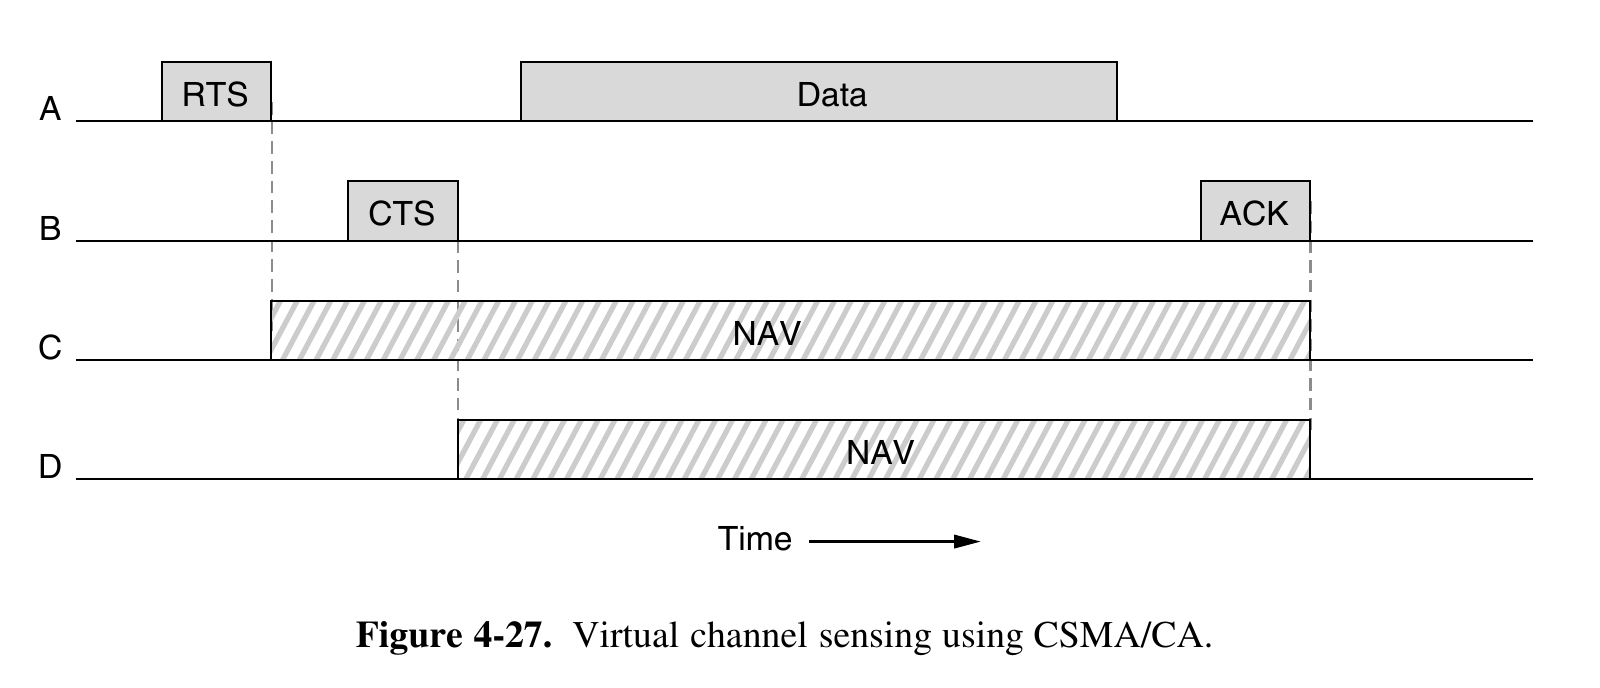 A RTS Data
B CTS ACK
C NAV
D NAV
Time
Figure 4-27. Virtual channel sensing using CSMA/CA.